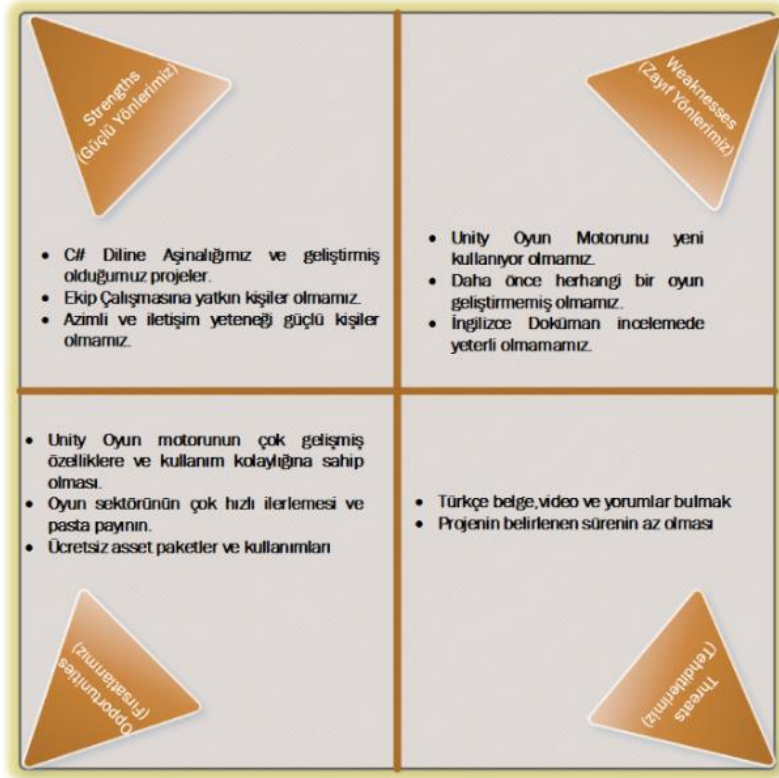 Strengths
(Güçlü Yönlerimiz)
• C# Diline Aşinalığımız ve geliştirmiş
olduğumuz projeler.
• Ekip Çalışmasına yatkın kişiler olmamız.
• Azimli ve iletişim yeteneği güçlü kişiler
olmamız.
Weaknesses
(Zayıf Yönlerimiz)
• Unity Oyun Motorunu yeni
kullanıyor olmamız.
• Daha önce herhangi bir oyun
geliştirmemiş olmamız.
• İngilizce Doküman incelemede
yeterli olmamamız.
• Unity Oyun motorunun çok gelişmiş
özelliklere ve kullanım kolaylığına sahip
olması.
• Oyun sektörünün çok hızlı ilerlemesi ve
pasta payının.
• Ücretsiz asset paketler ve kullanımları
Opportunities
(Fırsatlarımız)
• Türkçe belge,video ve yorumlar bulmak
• Projenin belirlenen sürenin az olması
Threats
(Tehditlerimiz)